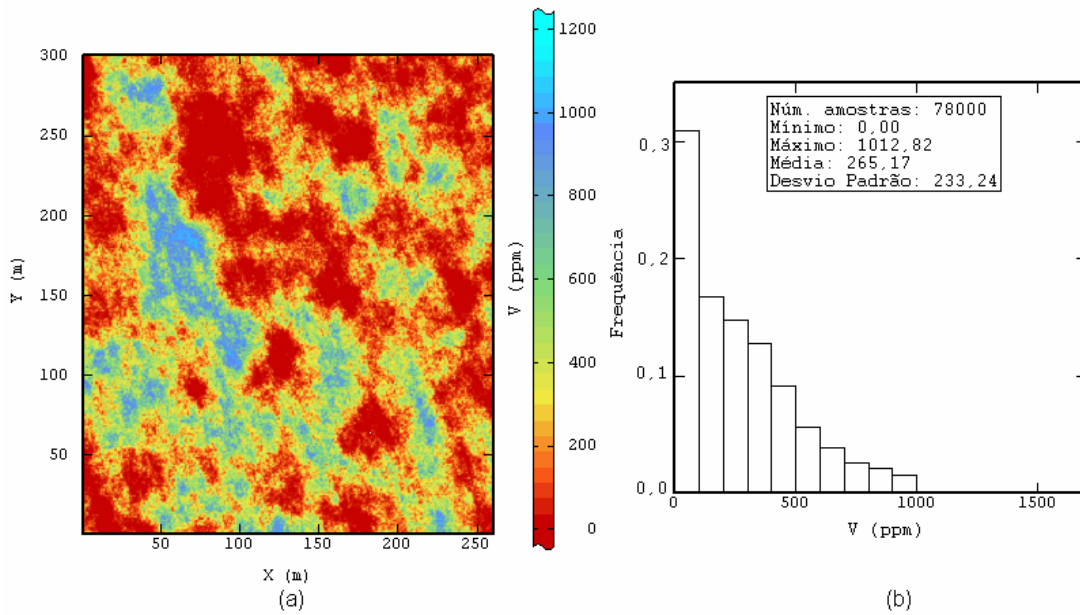 300
250
200
150
100
50
Y (m)
50 100 150 200 250
X (m)
(a)
1200
1000
800
600
400
200
0
V (ppm)
Núm. amostras: 78000
Mínimo: 0,00
Máximo: 1012,82
Média: 265,17
Desvio Padrão: 233,24
0,3
0,2
0,1
0,0
Frequência
0 500 1000 1500
V (ppm)
(b)